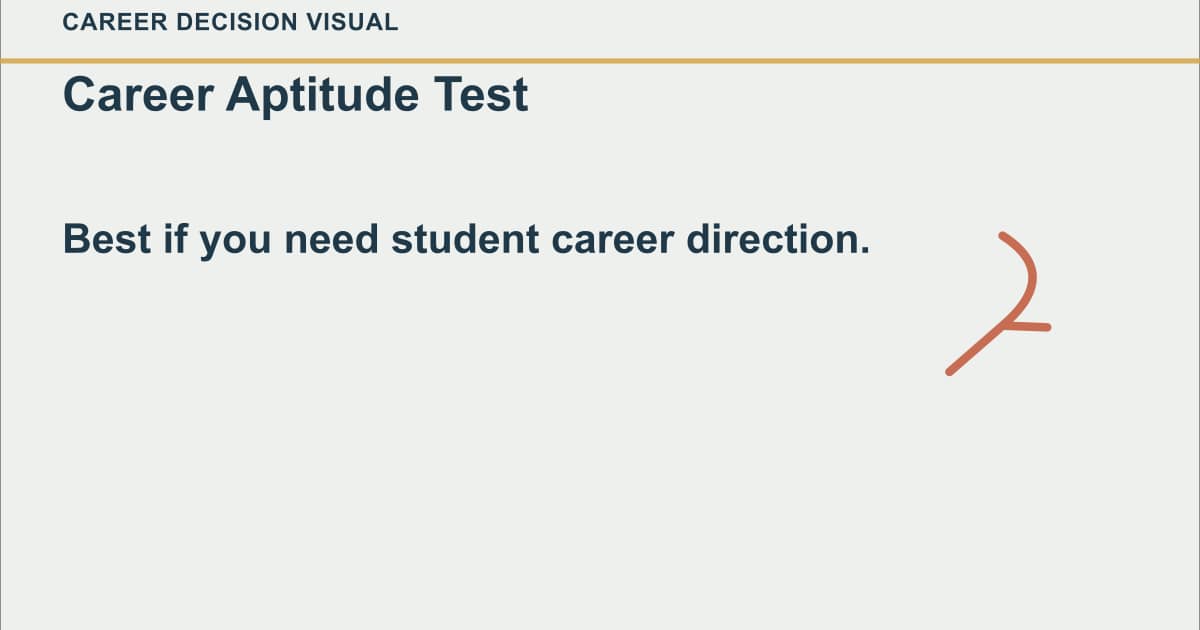 CAREER DECISION VISUAL
Career Aptitude Test
Best if you need student career direction.